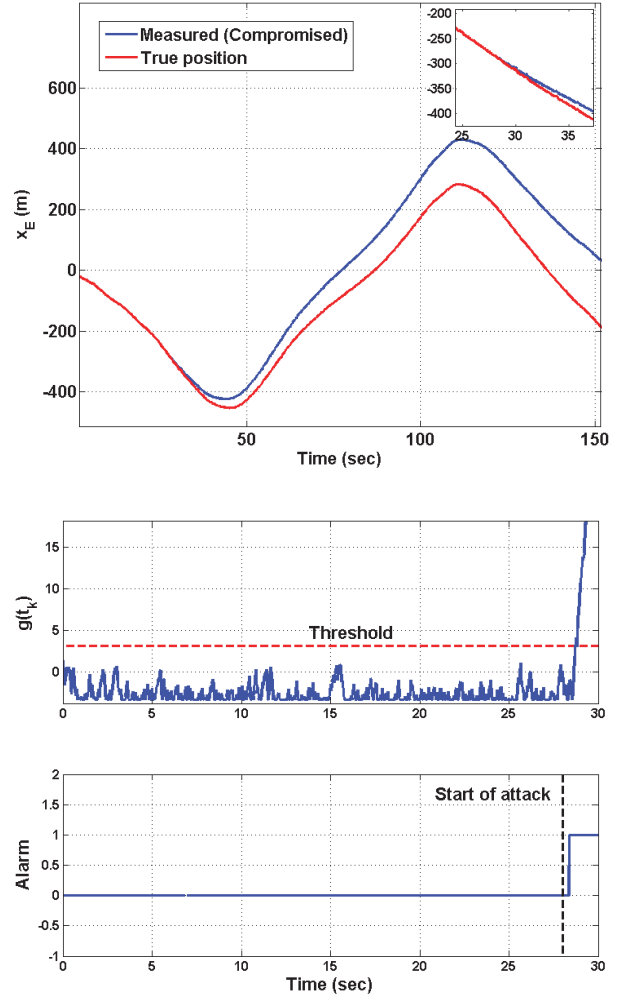 Measured (Compromised)
True position
-200
-250
-300
-350
-400
25 30 35
600
400
200
0
-200
-400
x_E (m)
50 100 150
Time (sec)
15
10
5
0
g(t_k)
Threshold
0 5 10 15 20 25 30
Time (sec)
2
1.5
1
0.5
0
-0.5
-1
Alarm
Start of attack
0 5 10 15 20 25 30
Time (sec)